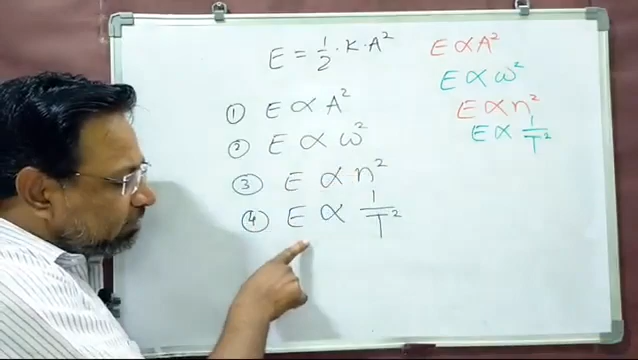 E = 1/2 · K · A²
① E ∝ A²
② E ∝ ω²
③ E ∝ n²
④ E ∝ 1/T²
E ∝ A²
E ∝ ω²
E ∝ n²
E ∝ 1/T²